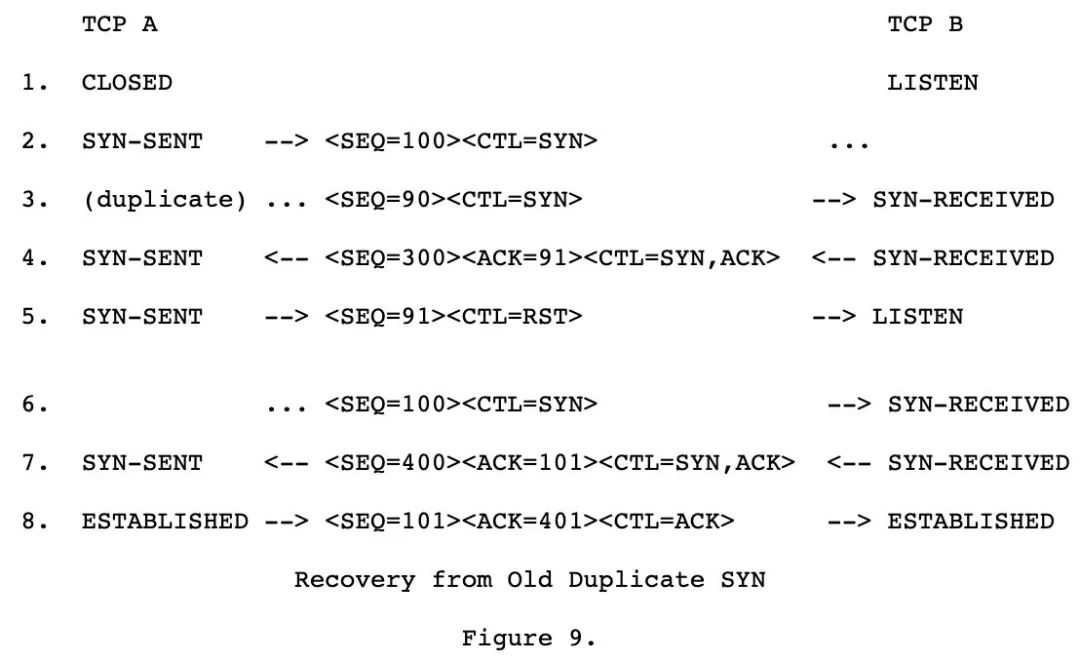 TCP A TCP B
1. CLOSED LISTEN
2. SYN-SENT --> <SEQ=100><CTL=SYN> ...
3. (duplicate) ... <SEQ=90><CTL=SYN> --> SYN-RECEIVED
4. SYN-SENT <-- <SEQ=300><ACK=91><CTL=SYN,ACK> <-- SYN-RECEIVED
5. SYN-SENT --> <SEQ=91><CTL=RST> --> LISTEN
6. ... <SEQ=100><CTL=SYN> --> SYN-RECEIVED
7. SYN-SENT <-- <SEQ=400><ACK=101><CTL=SYN,ACK> <-- SYN-RECEIVED
8. ESTABLISHED --> <SEQ=101><ACK=401><CTL=ACK> --> ESTABLISHED
Recovery from Old Duplicate SYN
Figure 9.